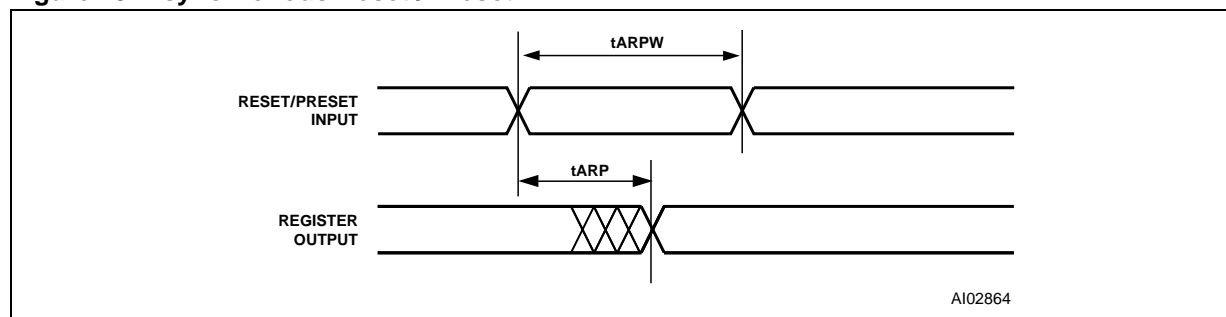 tARPW
RESET/PRESET
INPUT
tARP
REGISTER
OUTPUT
AI02864